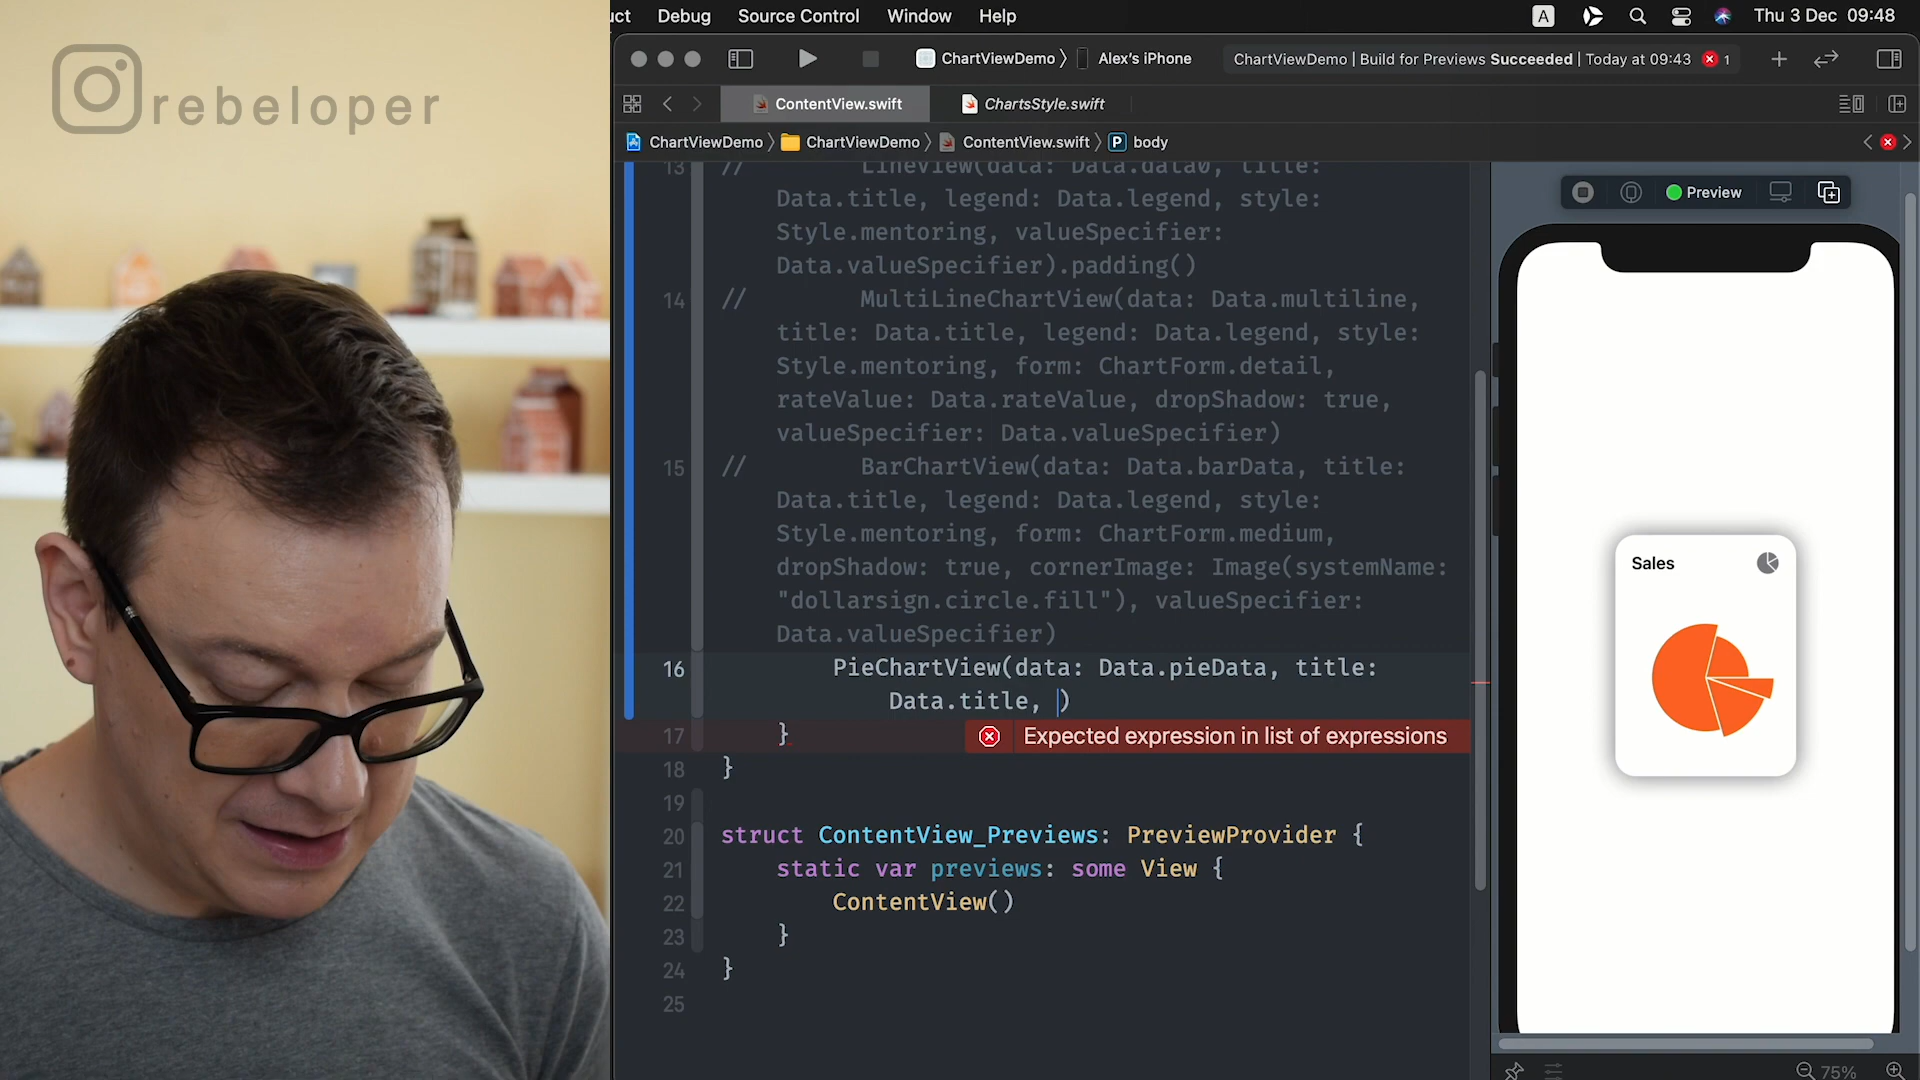 rebeloper
uct Debug Source Control Window Help
A Thu 3 Dec 09:48
ChartViewDemo Alex's iPhone ChartViewDemo | Build for Previews Succeeded | Today at 09:43 1
ContentView.swift ChartsStyle.swift
ChartViewDemo ChartViewDemo ContentView.swift P body
13 // LineView(data: Data.data0, title:
Data.title, legend: Data.legend, style:
Style.mentoring, valueSpecifier:
Data.valueSpecifier).padding()
14 // MultiLineChartView(data: Data.multiline,
title: Data.title, legend: Data.legend, style:
Style.mentoring, form: ChartForm.detail,
rateValue: Data.rateValue, dropShadow: true,
valueSpecifier: Data.valueSpecifier)
15 // BarChartView(data: Data.barData, title:
Data.title, legend: Data.legend, style:
Style.mentoring, form: ChartForm.medium,
dropShadow: true, cornerImage: Image(systemName:
"dollarsign.circle.fill"), valueSpecifier:
Data.valueSpecifier)
16 PieChartView(data: Data.pieData, title:
Data.title, )
17 } Expected expression in list of expressions
18 }
19
20 struct ContentView_Previews: PreviewProvider {
21 static var previews: some View {
22 ContentView()
23 }
24 }
25
Preview
Sales
75%